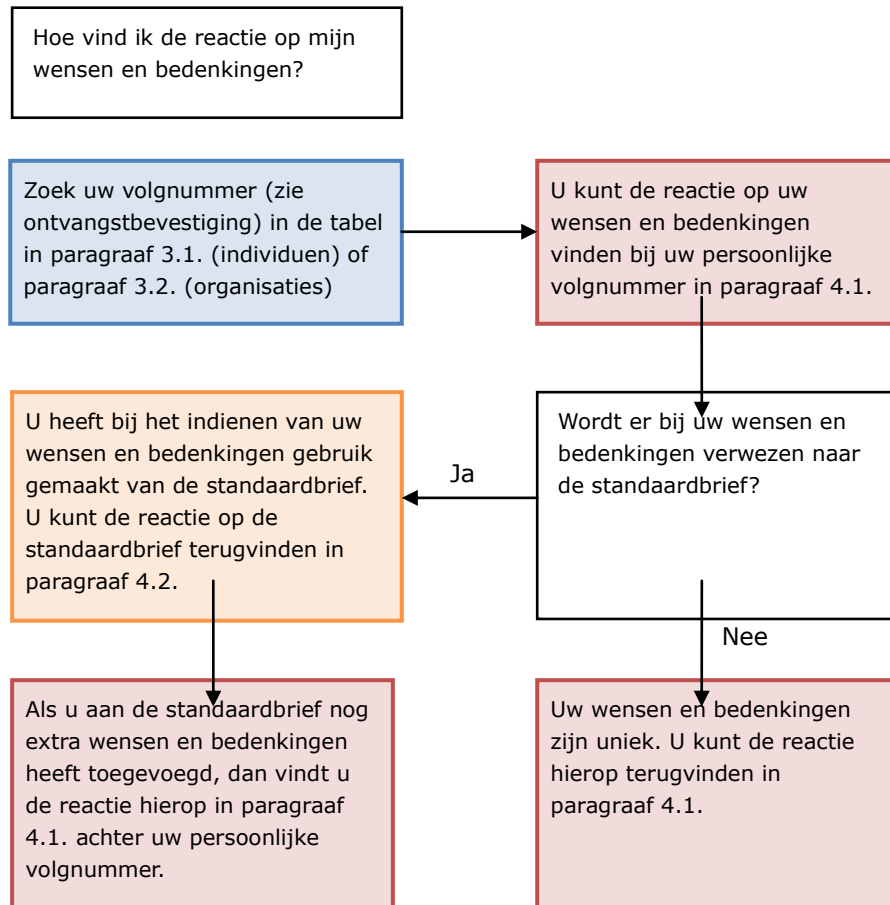 Hoe vind ik de reactie op mijn
wensen en bedenkingen?
Zoek uw volgnummer (zie
ontvangstbevestiging) in de tabel
in paragraaf 3.1. (individuen) of
paragraaf 3.2. (organisaties)
U kunt de reactie op uw
wensen en bedenkingen
vinden bij uw persoonlijke
volgnummer in paragraaf 4.1.
Wordt er bij uw wensen en
bedenkingen verwezen naar
de standaardbrief?
Ja
U heeft bij het indienen van uw
wensen en bedenkingen gebruik
gemaakt van de standaardbrief.
U kunt de reactie op de
standaardbrief terugvinden in
paragraaf 4.2.
Nee
Als u aan de standaardbrief nog
extra wensen en bedenkingen
heeft toegevoegd, dan vindt u
de reactie hierop in paragraaf
4.1. achter uw persoonlijke
volgnummer.
Uw wensen en bedenkingen
zijn uniek. U kunt de reactie
hierop terugvinden in
paragraaf 4.1.